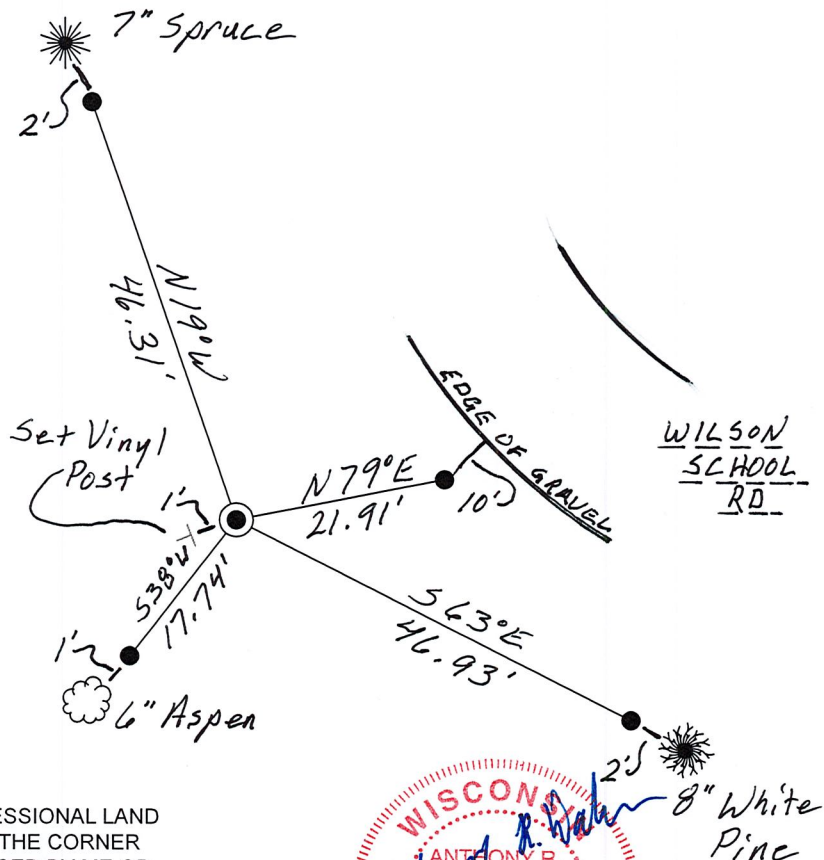 7" Spruce
2'
N19°W
46.31'
EDGE OF GRAVEL
WILSON
SCHOOL
RD
Set Vinyl
Post
1'
N79°E
21.91'
10'
S38°W
17.74'
S63°E
46.93'
1'
6" Aspen
2'
8" White
Pine
ESSIONAL LAND
THE CORNER
WISCONSI
ANTHONY R